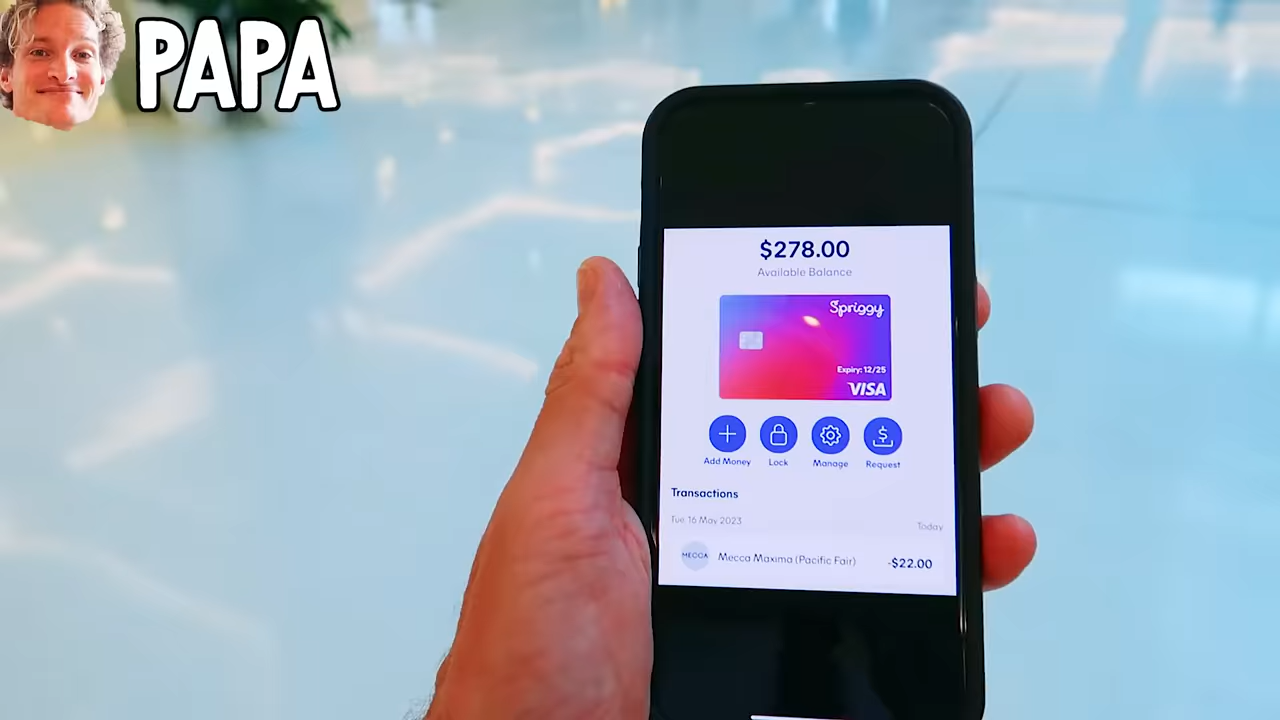 PAPA
$278.00
Available Balance
Spriggy
Expiry: 12/25
VISA
Add Money Lock Manage Request
Transactions
Tue 16 May 2023 Today
MECCA Mecca Maxima (Pacific Fair) -$22.00